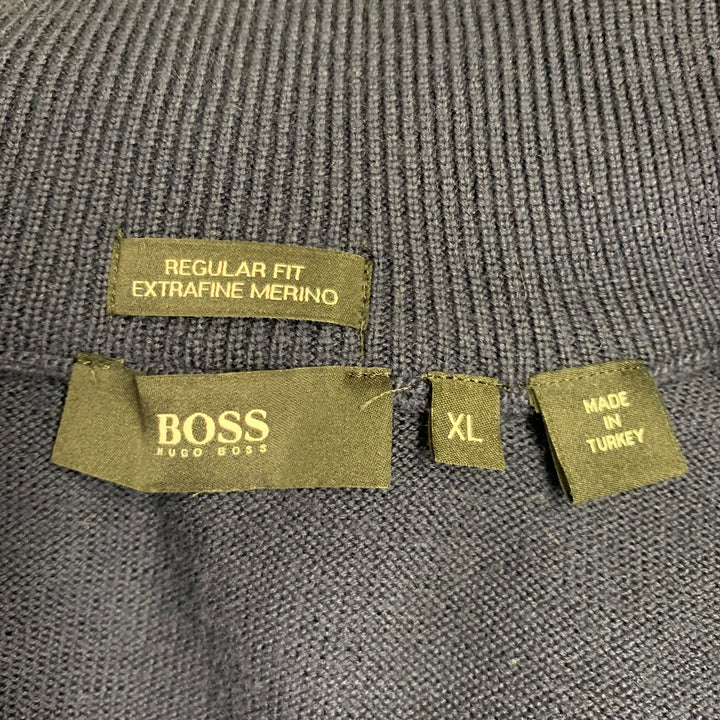 REGULAR FIT
EXTRAFINE MERINO
BOSS
HUGO BOSS
XL
MADE
IN
TURKEY